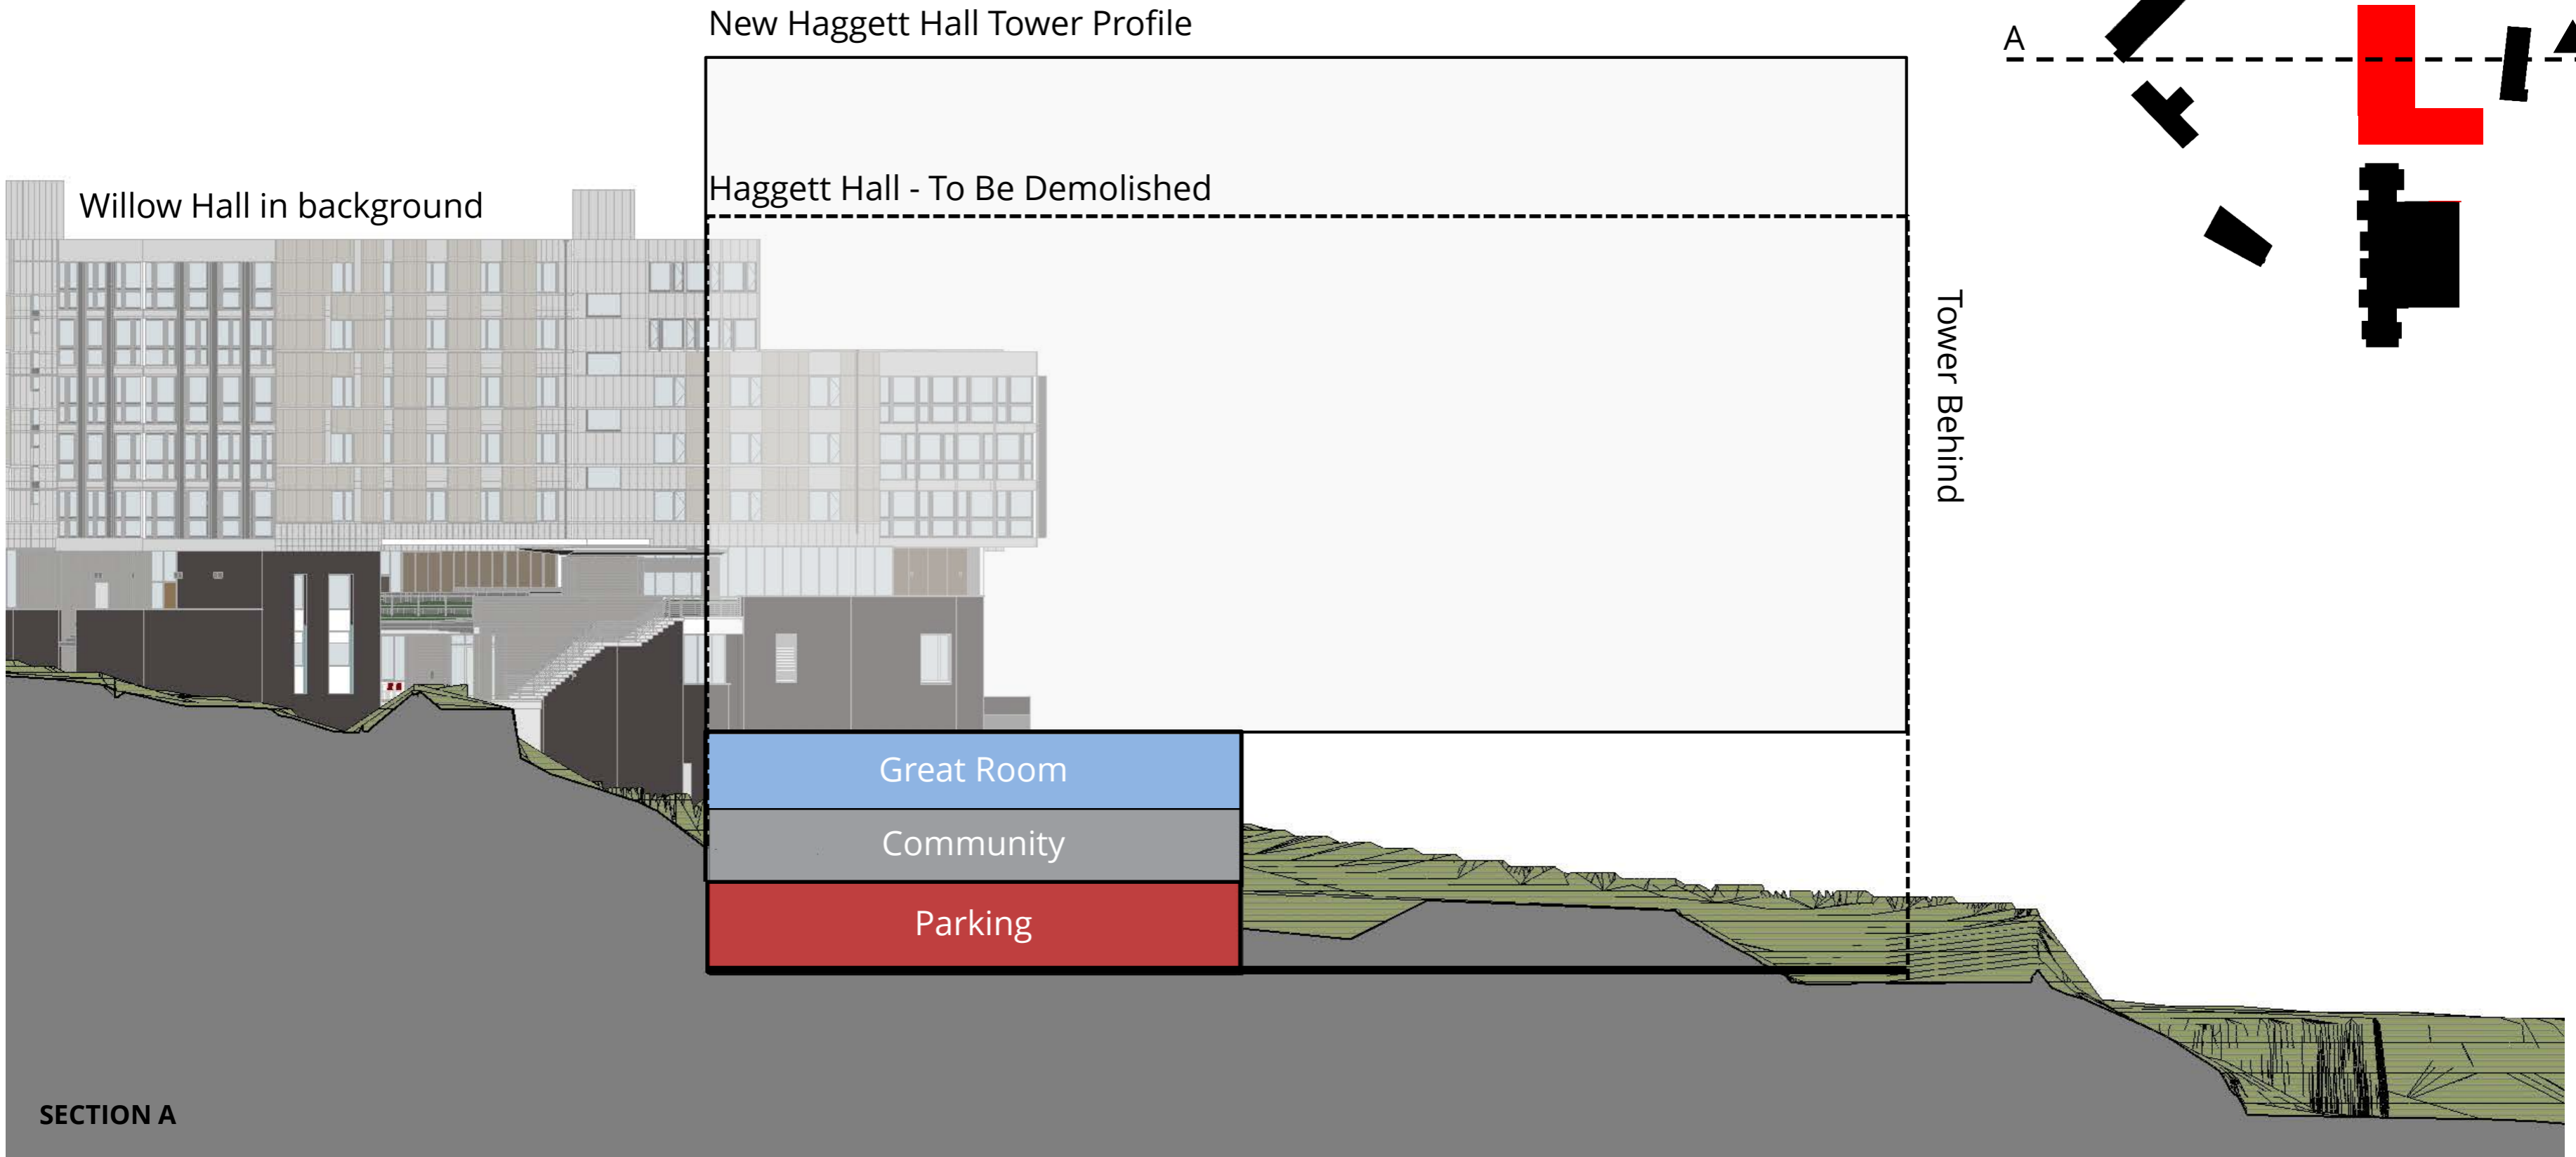 New Haggett Hall Tower Profile
A
Haggett Hall - To Be Demolished
Willow Hall in background
Tower Behind
Great Room
Community
Parking
SECTION A